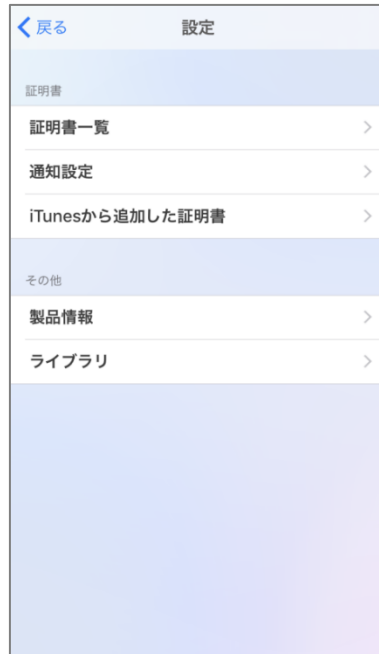 戻る
設定
証明書
証明書一覧
通知設定
iTunesから追加した証明書
その他
製品情報
ライブラリ